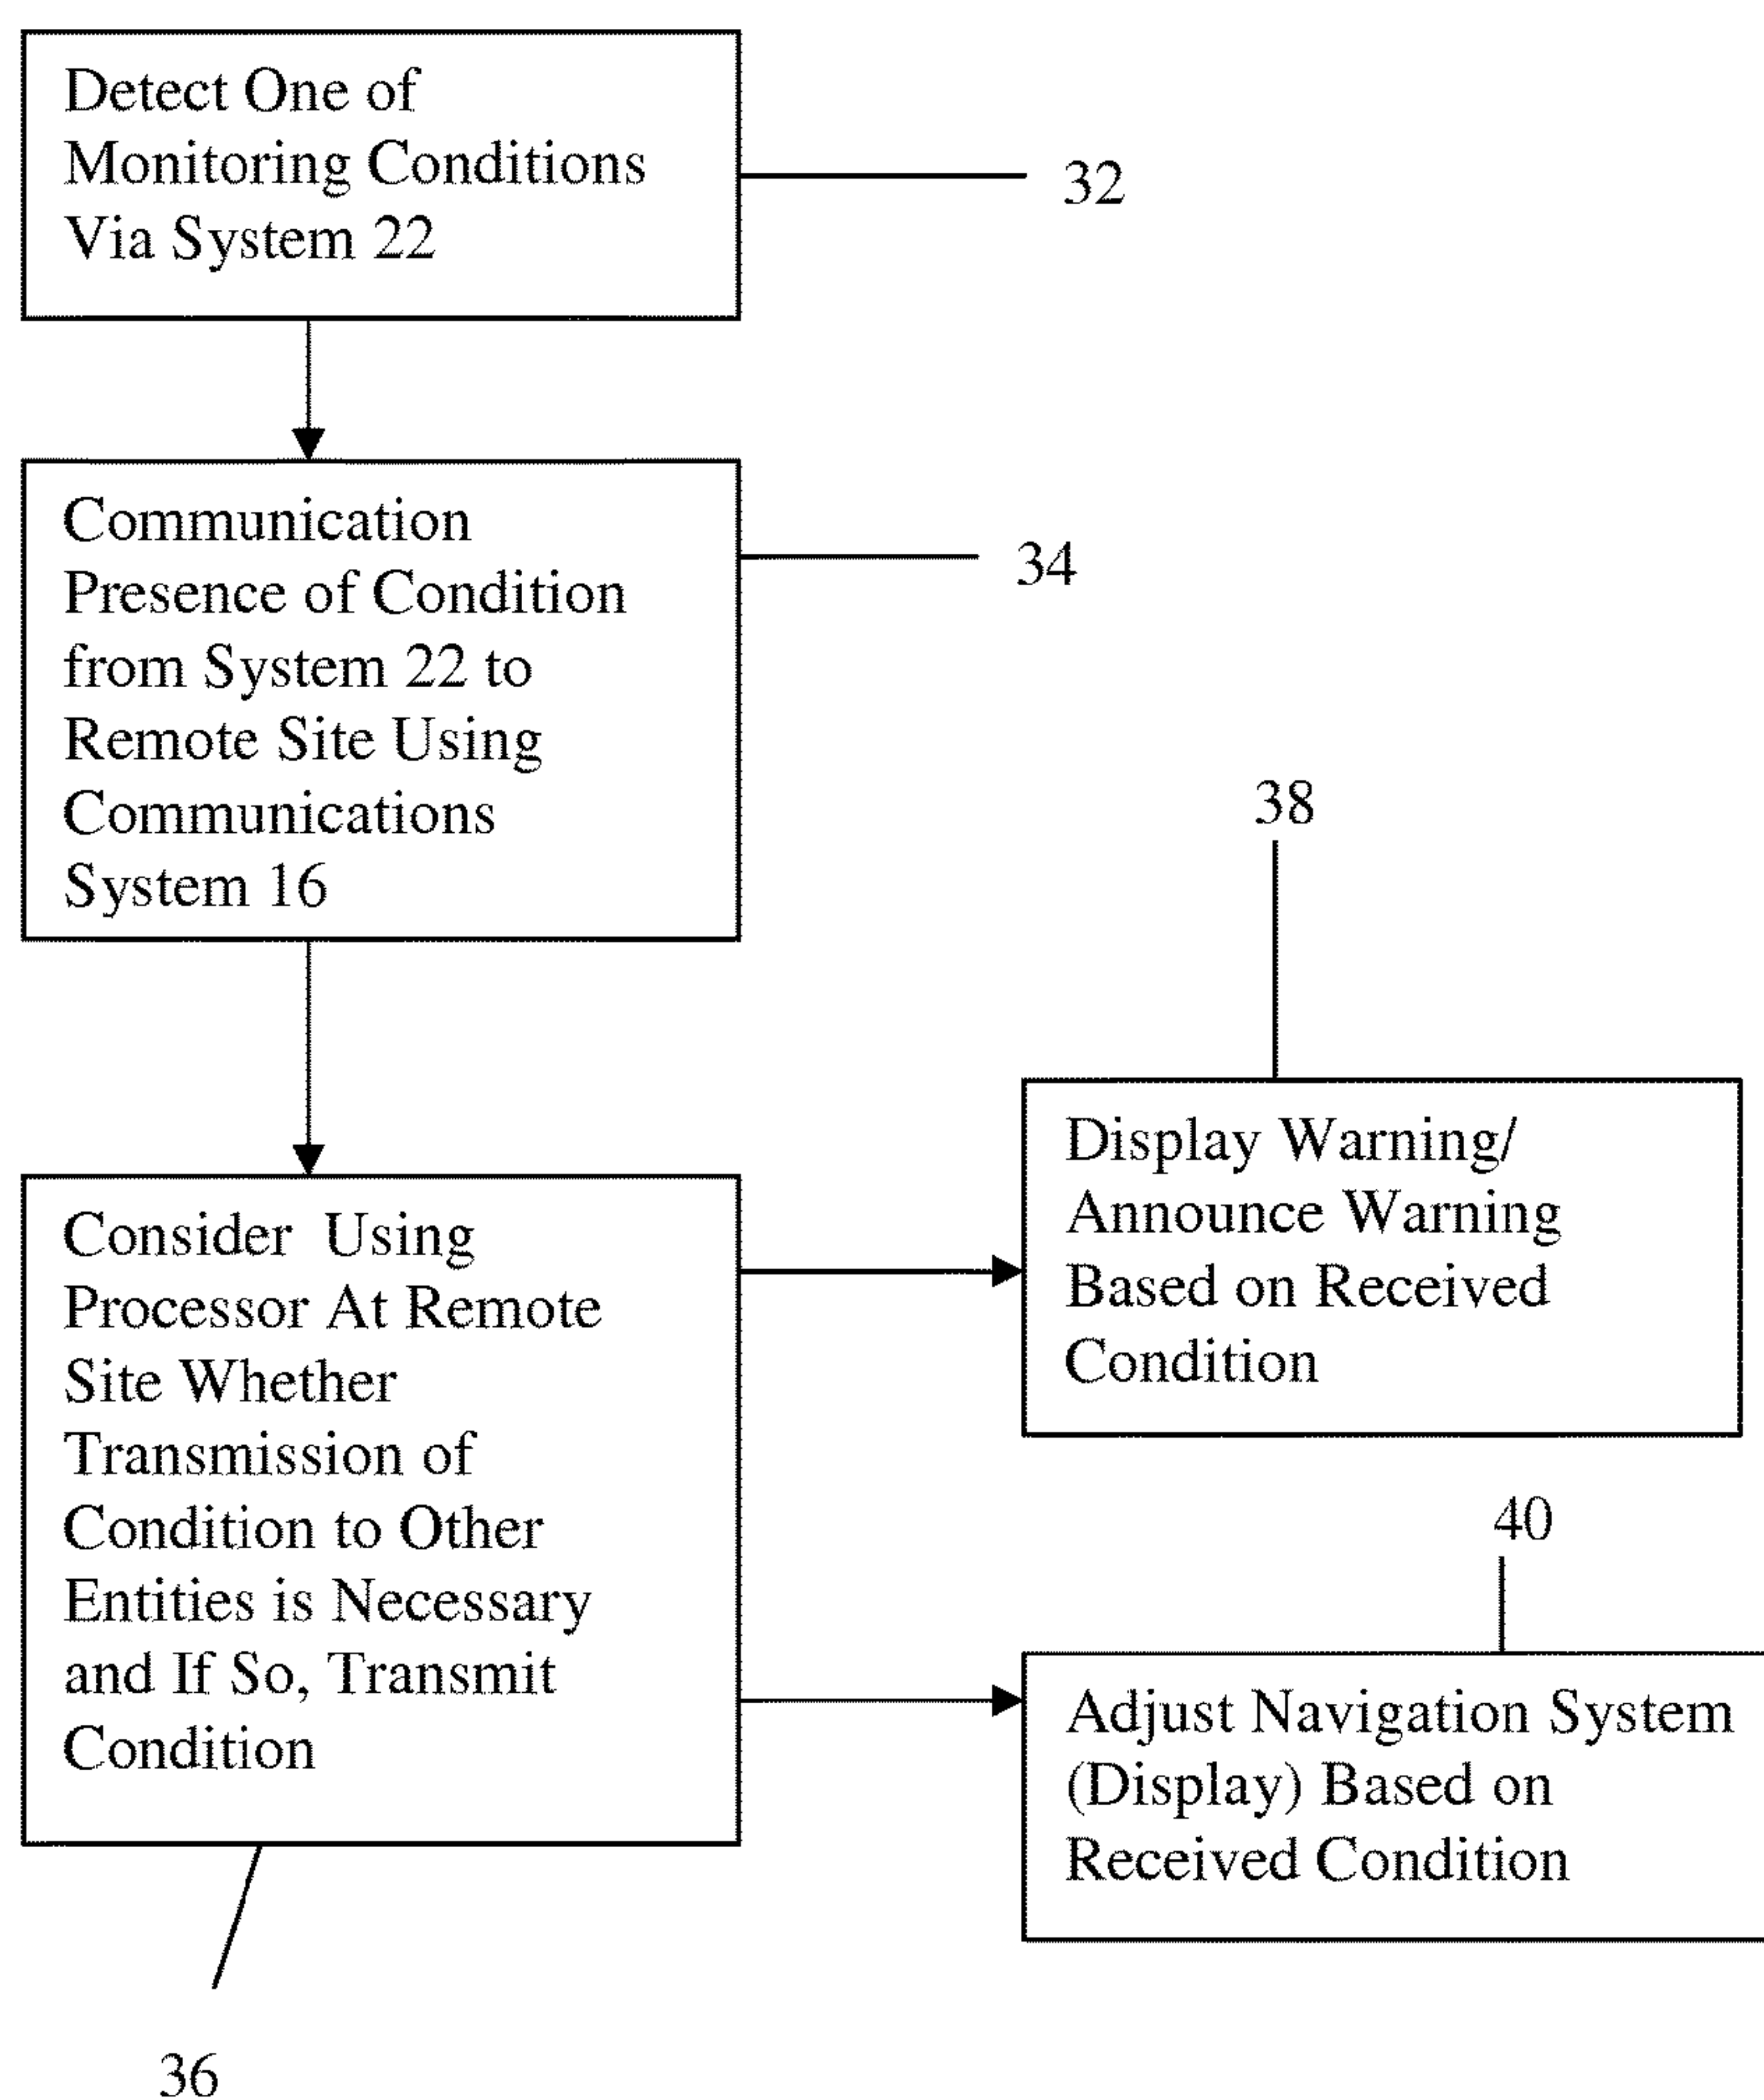 Detect One of
Monitoring Conditions
Via System 22
32
Communication
Presence of Condition
from System 22 to
Remote Site Using
Communications
System 16
34
38
Consider Using
Processor At Remote
Site Whether
Transmission of
Condition to Other
Entities is Necessary
and If So, Transmit
Condition
Display Warning/
Announce Warning
Based on Received
Condition
40
Adjust Navigation System
(Display) Based on
Received Condition
36